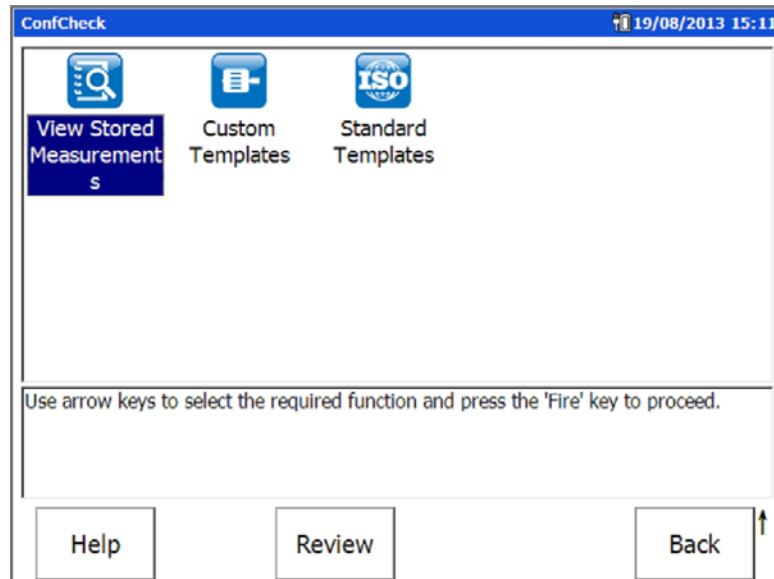 ConfCheck 19/08/2013 15:11
ISO
View Stored Custom Standard
Measurement Templates Templates
s
Use arrow keys to select the required function and press the 'Fire' key to proceed.
Help Review Back